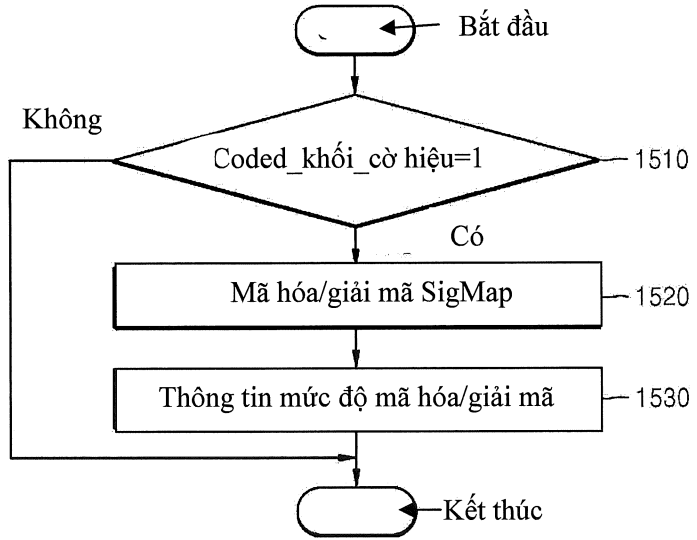 Bắt đầu
Không
Coded_khối_cờ hiệu=1
1510
Có
Mã hóa/giải mã SigMap
1520
Thông tin mức độ mã hóa/giải mã
1530
Kết thúc